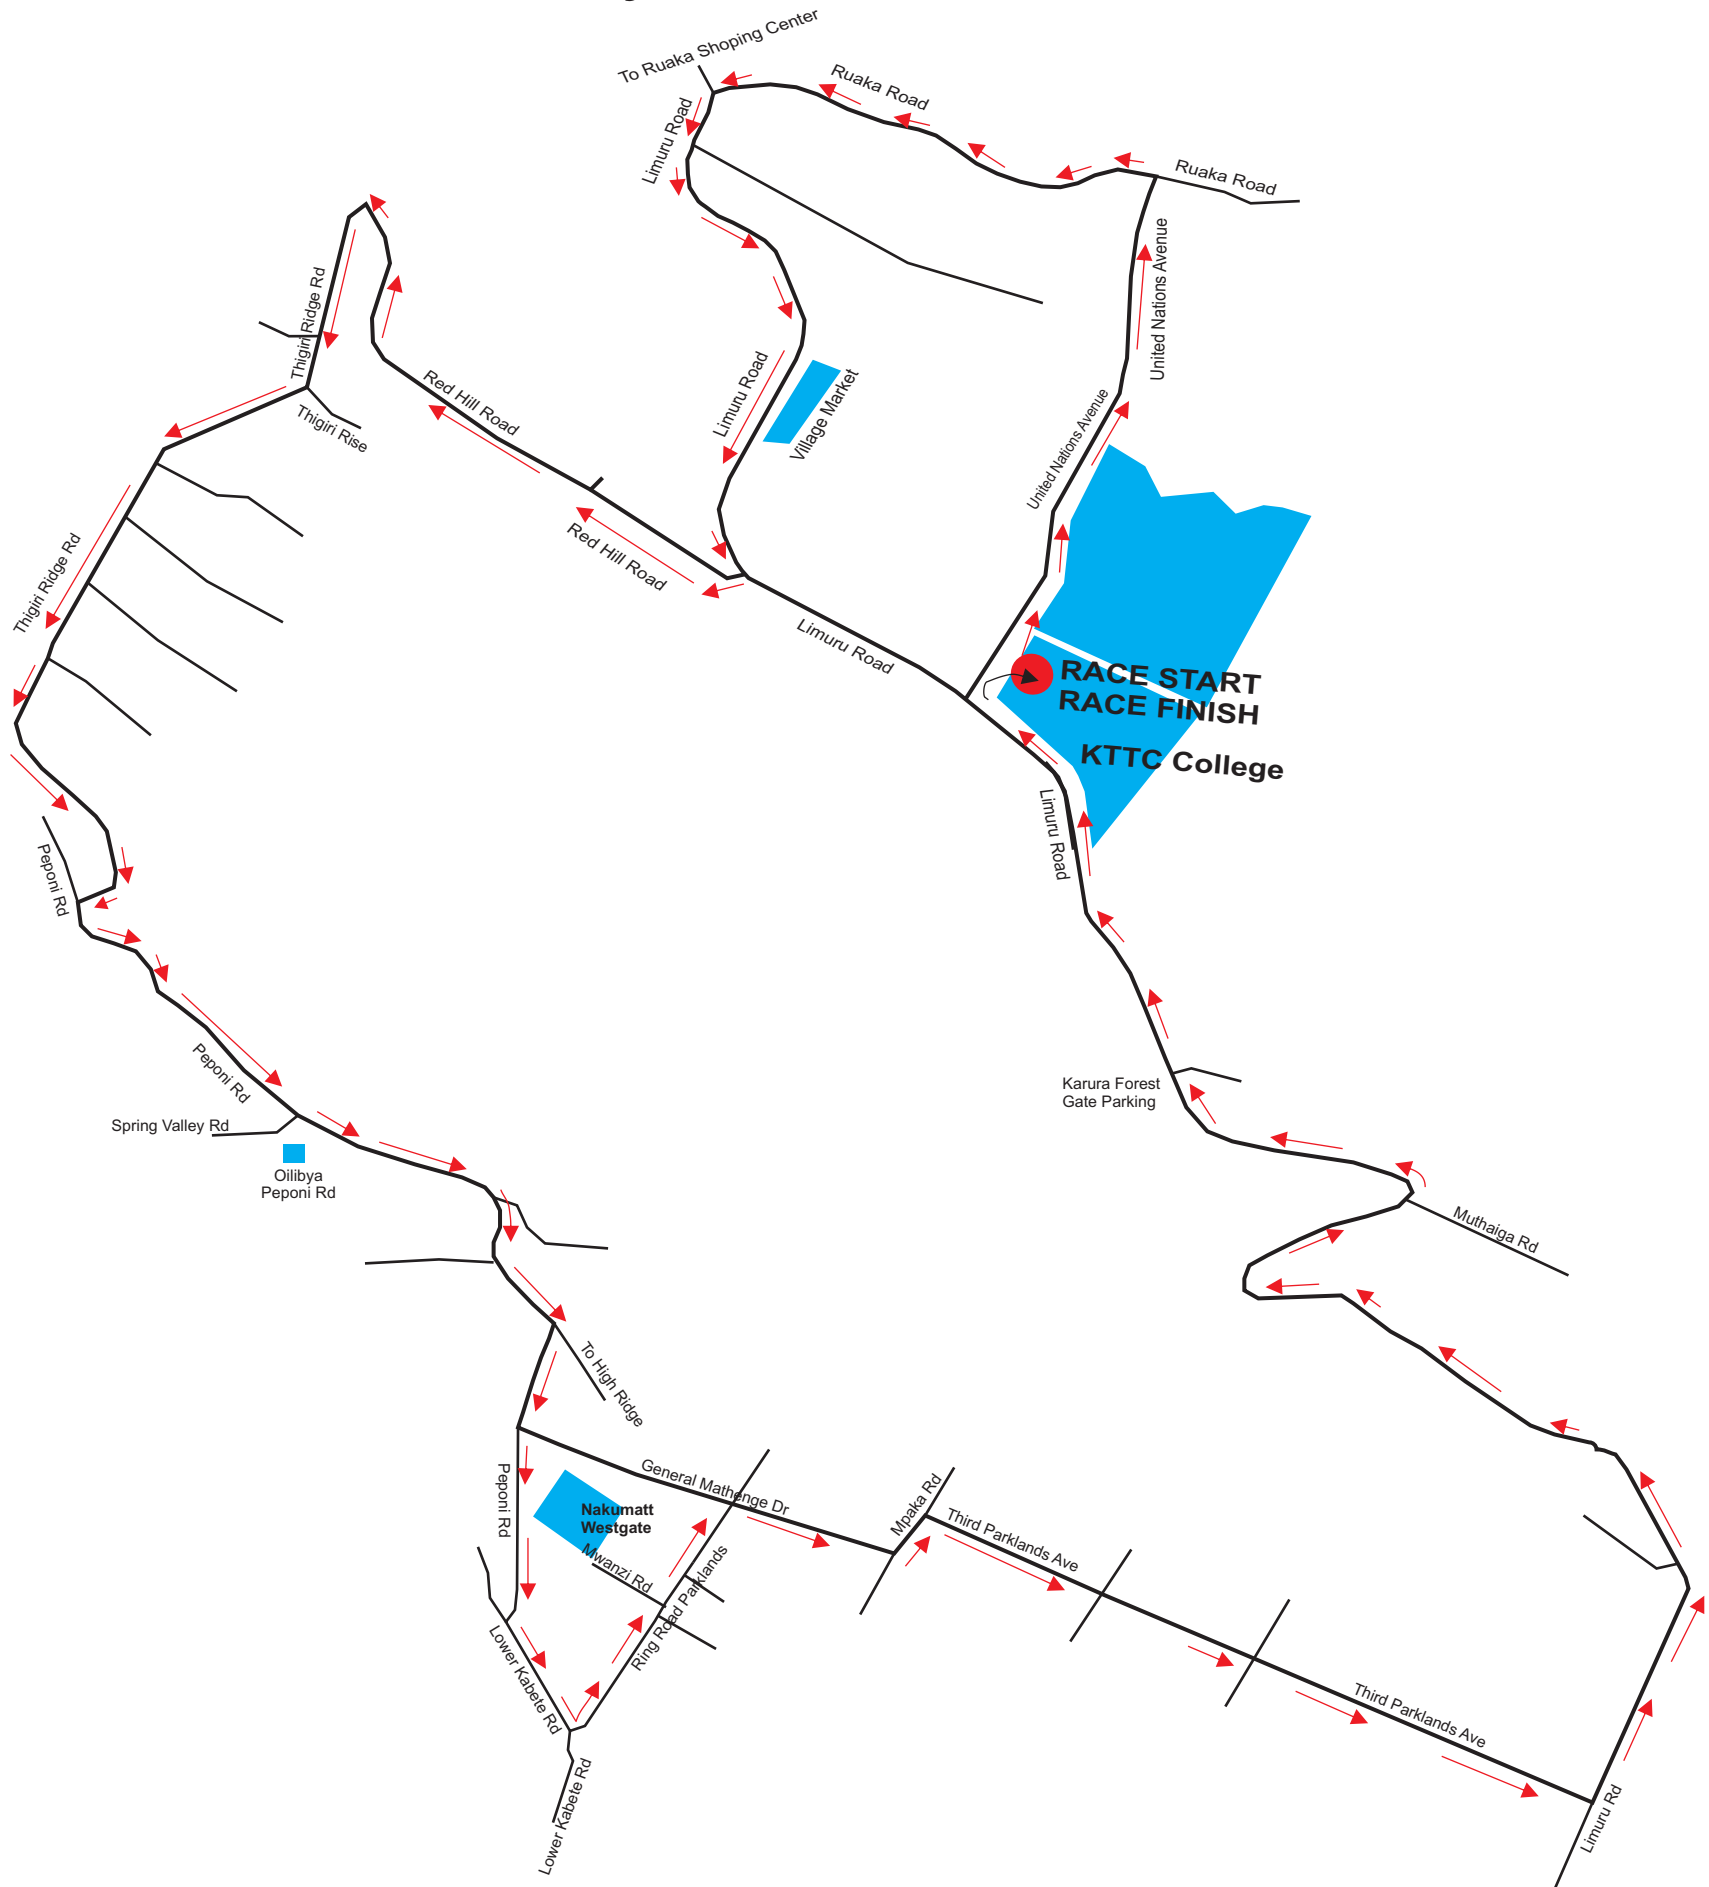 To Ruaka Shoping Center
Ruaka Road
Limuru Road
Ruaka Road
United Nations Avenue
Thigiri Ridge Rd
Red Hill Road
Limuru Road
Village Market
United Nations Avenue
Thigiri Rise
Thigiri Ridge Rd
Red Hill Road
Limuru Road
RACE START
RACE FINISH
KTTC College
Limuru Road
Peponi Rd
Peponi Rd
Karura Forest
Gate Parking
Spring Valley Rd
Oilibya
Peponi Rd
Muthaiga Rd
To High Ridge
Peponi Rd
General Mathenge Dr
Nakumatt
Westgate
Mpaka Rd
Third Parklands Ave
Mwanzi Rd
Ring Road Parklands
Lower Kabete Rd
Third Parklands Ave
Lower Kabete Rd
Limuru Rd